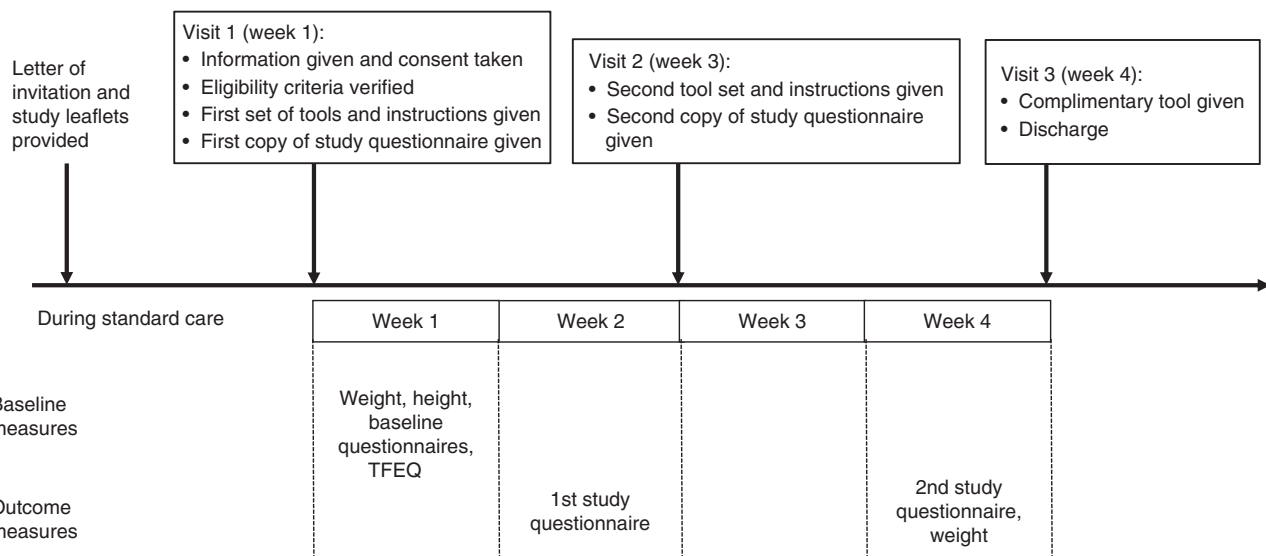 Letter of
invitation and
study leaflets
provided
Visit 1 (week 1):
• Information given and consent taken
• Eligibility criteria verified
• First set of tools and instructions given
• First copy of study questionnaire given
Visit 2 (week 3):
• Second tool set and instructions given
• Second copy of study questionnaire
given
Visit 3 (week 4):
• Complimentary tool given
• Discharge
During standard care
Week 1
Week 2
Week 3
Week 4
Baseline
measures
Weight, height,
baseline
questionnaires,
TFEQ
Outcome
measures
1st study
questionnaire
2nd study
questionnaire,
weight